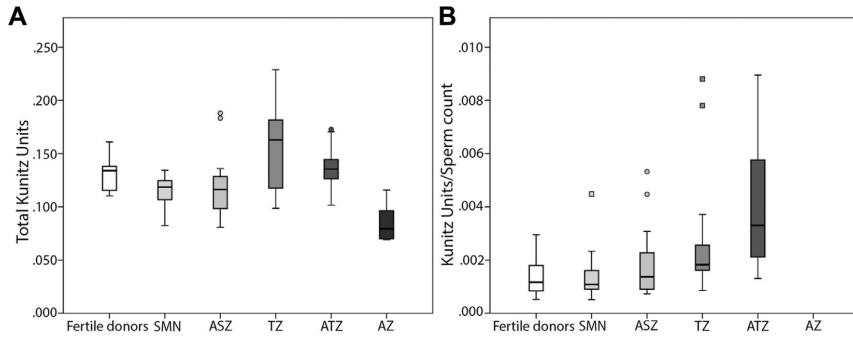 A
Total Kunitz Units
.250
.200
.150
.100
.050
.000
Fertile donors SMN ASZ TZ ATZ AZ
B
Kunitz Units/Sperm count
.010
.008
.006
.004
.002
.000
Fertile donors SMN ASZ TZ ATZ AZ